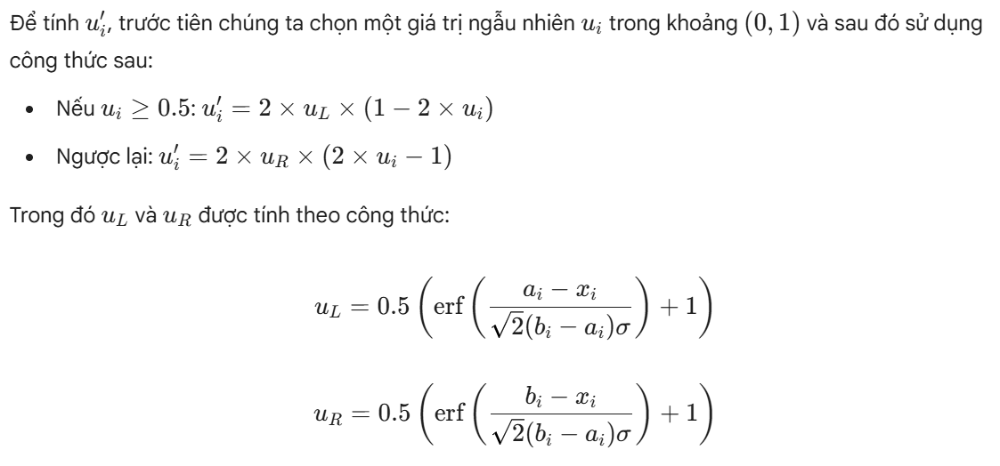 Để tính $u_i'$, trước tiên chúng ta chọn một giá trị ngẫu nhiên $u_i$ trong khoảng $(0, 1)$ và sau đó sử dụng
công thức sau:
• Nếu $u_i \geq 0.5$: $u_i' = 2 \times u_L \times (1 - 2 \times u_i)$
• Ngược lại: $u_i' = 2 \times u_R \times (2 \times u_i - 1)$
Trong đó $u_L$ và $u_R$ được tính theo công thức:
$u_L = 0.5 \left( \operatorname{erf} \left( \frac{a_i - x_i}{\sqrt{2}(b_i - a_i)\sigma} \right) + 1 \right)$
$u_R = 0.5 \left( \operatorname{erf} \left( \frac{b_i - x_i}{\sqrt{2}(b_i - a_i)\sigma} \right) + 1 \right)$